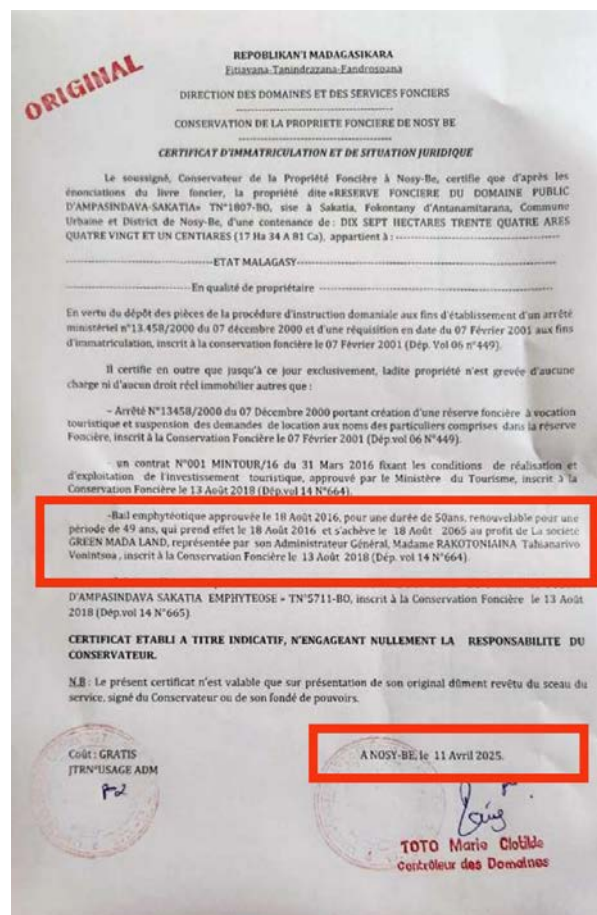 ORIGINAL
REPOBLIKAN'I MADAGASIKARA
Fitiavana-Tanindrazana-Fandrosoana
DIRECTION DES DOMAINES ET DES SERVICES FONCIERS
CONSERVATION DE LA PROPRIETE FONCIERE DE NOSY BE
CERTIFICAT D'IMMATRICULATION ET DE SITUATION JURIDIQUE
Le soussigné, Conservateur de la Propriété Foncière à Nosy-Be, certifie que d'après les
énonciations du livre foncier, la propriété dite «RESERVE FONCIERE DU DOMAINE PUBLIC
D'AMPASINDAVA-SAKATIA» TN°1807-BO, sise à Sakatia, Fokontany d'Antanamitarana, Commune
Urbaine et District de Nosy-Be, d'une contenance de : DIX SEPT HECTARES TRENTE QUATRE ARES
QUATRE VINGT ET UN CENTIARES (17 Ha 34 A 81 Ca), appartient à :
ETAT MALAGASY
En qualité de propriétaire
En vertu du dépôt des pièces de la procédure d'instruction domaniale aux fins d'établissement d'un arrêté
ministériel n°13.458/2000 du 07 décembre 2000 et d'une réquisition en date du 07 Février 2001 aux fins
d'immatriculation, inscrit à la conservation foncière le 07 Février 2001 (Dép. Vol 06 n°449).
Il certifie en outre que jusqu'à ce jour exclusivement, ladite propriété n'est grevée d'aucune
charge ni d'aucun droit réel immobilier autres que :
– Arrêté N°13458/2000 du 07 Décembre 2000 portant création d'une réserve foncière à vocation
touristique et suspension des demandes de location aux noms des particuliers comprises dans la réserve
Foncière, inscrit à la Conservation Foncière le 07 Février 2001 (Dép.vol 06 N°449).
- un contrat N°001 MINTOUR/16 du 31 Mars 2016 fixant les conditions de réalisation et
d'exploitation de l'investissement touristique, approuvé par le Ministère du Tourisme, inscrit à la
Conservation Foncière le 13 Août 2018 (Dép.vol 14 N°664).
-Bail emphytéotique approuvée le 18 Août 2016, pour une durée de 50ans, renouvelable pour une
période de 49 ans, qui prend effet le 18 Août 2016 et s'achève le 18 Août 2065 au profit de La société
GREEN MADA LAND, représentée par son Administrateur Général, Madame RAKOTONIAINA Tahianarivo
Vonintsoa , inscrit à la Conservation Foncière le 13 Août 2018 (Dép. vol 14 N°664).
D'AMPASINDAVA SAKATIA EMPHYTEOSE » TN°5711-BO, inscrit à la Conservation Foncière le 13 Août
2018 (Dép.vol 14 N°665).
CERTIFICAT ETABLI A TITRE INDICATIF, N'ENGAGEANT NULLEMENT LA RESPONSABILITE DU
CONSERVATEUR.
N.B : Le présent certificat n'est valable que sur présentation de son original dûment revêtu du sceau du
service, signé du Conservateur ou de son fondé de pouvoirs.
Coût : GRATIS
JTRN°USAGE ADM
A NOSY-BE, le 11 Avril 2025.
TOTO Marie Clotilde
Contrôleur des Domaines